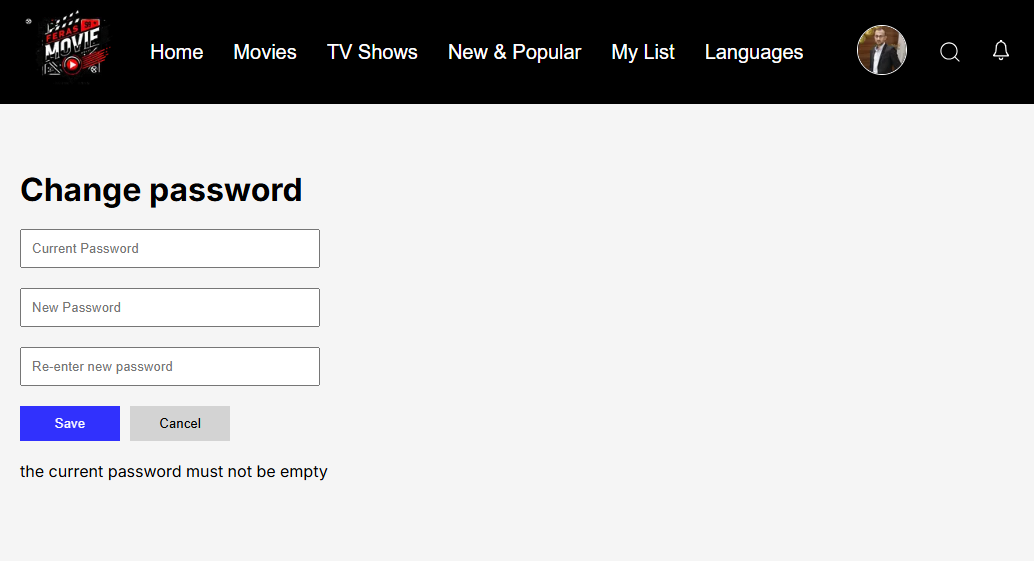 FERAS
MOVIE
Home Movies TV Shows New & Popular My List Languages
Change password
Current Password
New Password
Re-enter new password
Save Cancel
the current password must not be empty